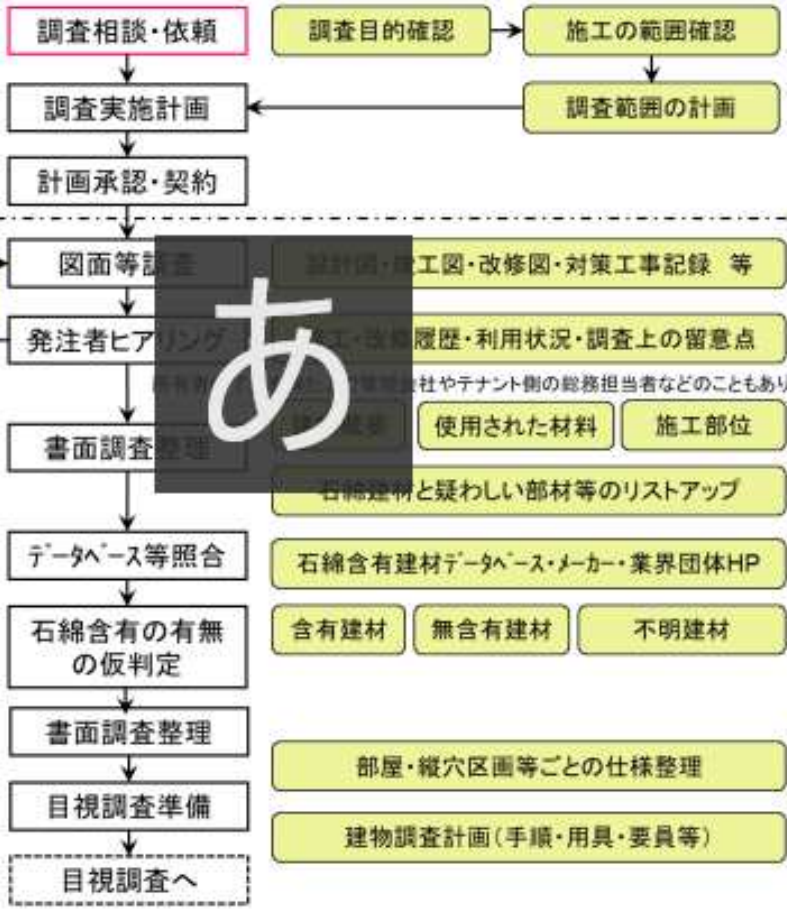 調査相談・依頼
調査目的確認
施工の範囲確認
調査実施計画
調査範囲の計画
計画承認・契約
図面等調査
工図・改修図・対策工事記録 等
発注者ヒアリング
履歴・利用状況・調査上の留意点
会社やテナント側の総務担当者などのこともあり
あ
書面調査整理
使用された材料
施工部位
石綿建材と疑わしい部材等のリストアップ
データベース等照合
石綿含有建材データベース・メーカー・業界団体HP
石綿含有の有無
の仮判定
含有建材
無含有建材
不明建材
書面調査整理
部屋・縦穴区画等ごとの仕様整理
目視調査準備
建物調査計画(手順・用具・要員等)
目視調査へ